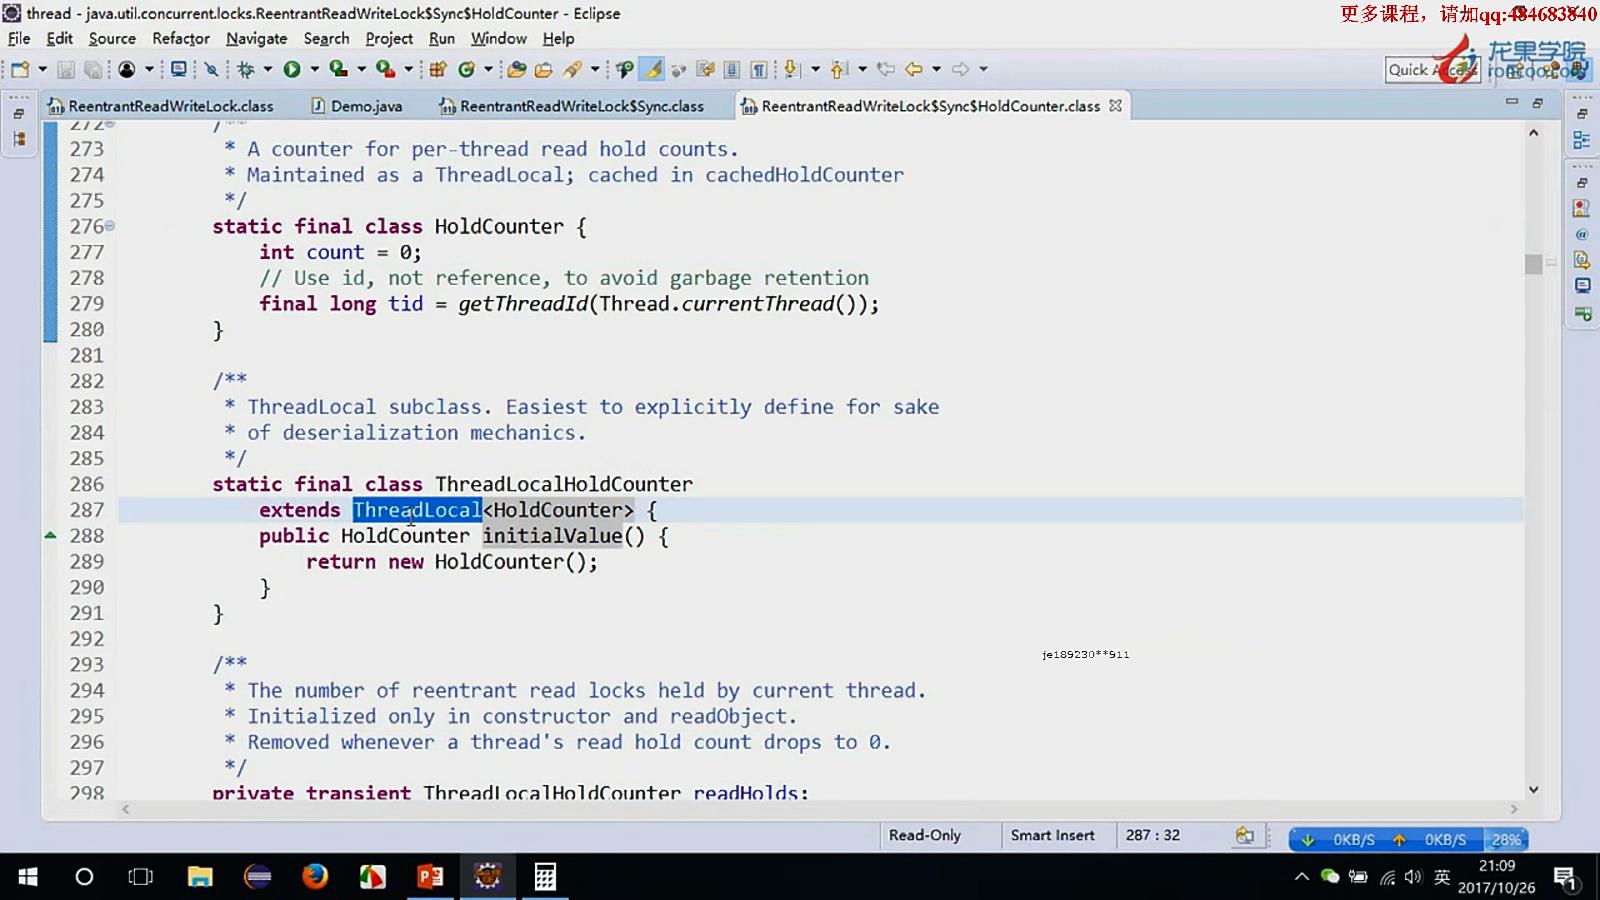 thread - java.util.concurrent.locks.ReentrantReadWriteLock$Sync$HoldCounter - Eclipse
更多课程，请加qq:484683840
File Edit Source Refactor Navigate Search Project Run Window Help
龙果学院
roncoo.com
Quick Access
ReentrantReadWriteLock.class Demo.java ReentrantReadWriteLock$Sync.class ReentrantReadWriteLock$Sync$HoldCounter.class
272 /**
273 * A counter for per-thread read hold counts.
274 * Maintained as a ThreadLocal; cached in cachedHoldCounter
275 */
276 static final class HoldCounter {
277 int count = 0;
278 // Use id, not reference, to avoid garbage retention
279 final long tid = getThreadId(Thread.currentThread());
280 }
281
282 /**
283 * ThreadLocal subclass. Easiest to explicitly define for sake
284 * of deserialization mechanics.
285 */
286 static final class ThreadLocalHoldCounter
287 extends ThreadLocal<HoldCounter> {
288 public HoldCounter initialValue() {
289 return new HoldCounter();
290 }
291 }
292
293 /**
294 * The number of reentrant read locks held by current thread.
295 * Initialized only in constructor and readObject.
296 * Removed whenever a thread's read hold count drops to 0.
297 */
298 private transient ThreadLocalHoldCounter readHolds;
je189230**911
Read-Only Smart Insert 287 : 32 0KB/S 0KB/S 28%
英 21:09
2017/10/26
1